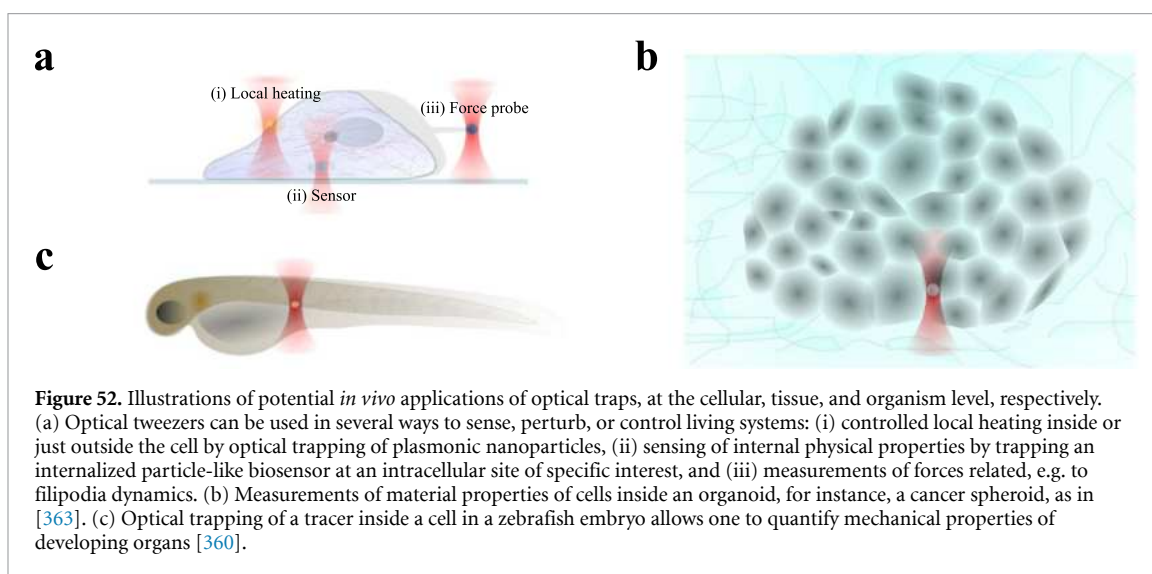 a
b
(i) Local heating
(iii) Force probe
(ii) Sensor
c
Figure 52. Illustrations of potential in vivo applications of optical traps, at the cellular, tissue, and organism level, respectively.
(a) Optical tweezers can be used in several ways to sense, perturb, or control living systems: (i) controlled local heating inside or
just outside the cell by optical trapping of plasmonic nanoparticles, (ii) sensing of internal physical properties by trapping an
internalized particle-like biosensor at an intracellular site of specific interest, and (iii) measurements of forces related, e.g. to
filipodia dynamics. (b) Measurements of material properties of cells inside an organoid, for instance, a cancer spheroid, as in
[363]. (c) Optical trapping of a tracer inside a cell in a zebrafish embryo allows one to quantify mechanical properties of
developing organs [360].